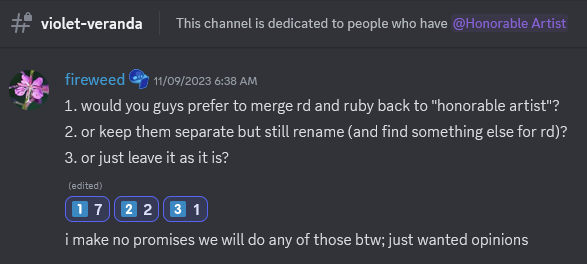 violet-veranda
This channel is dedicated to people who have @Honorable Artist
fireweed 11/09/2023 6:38 AM
1. would you guys prefer to merge rd and ruby back to "honorable artist"?
2. or keep them separate but still rename (and find something else for rd)?
3. or just leave it as it is?
(edited)
1 7 2 2 3 1
i make no promises we will do any of those btw; just wanted opinions